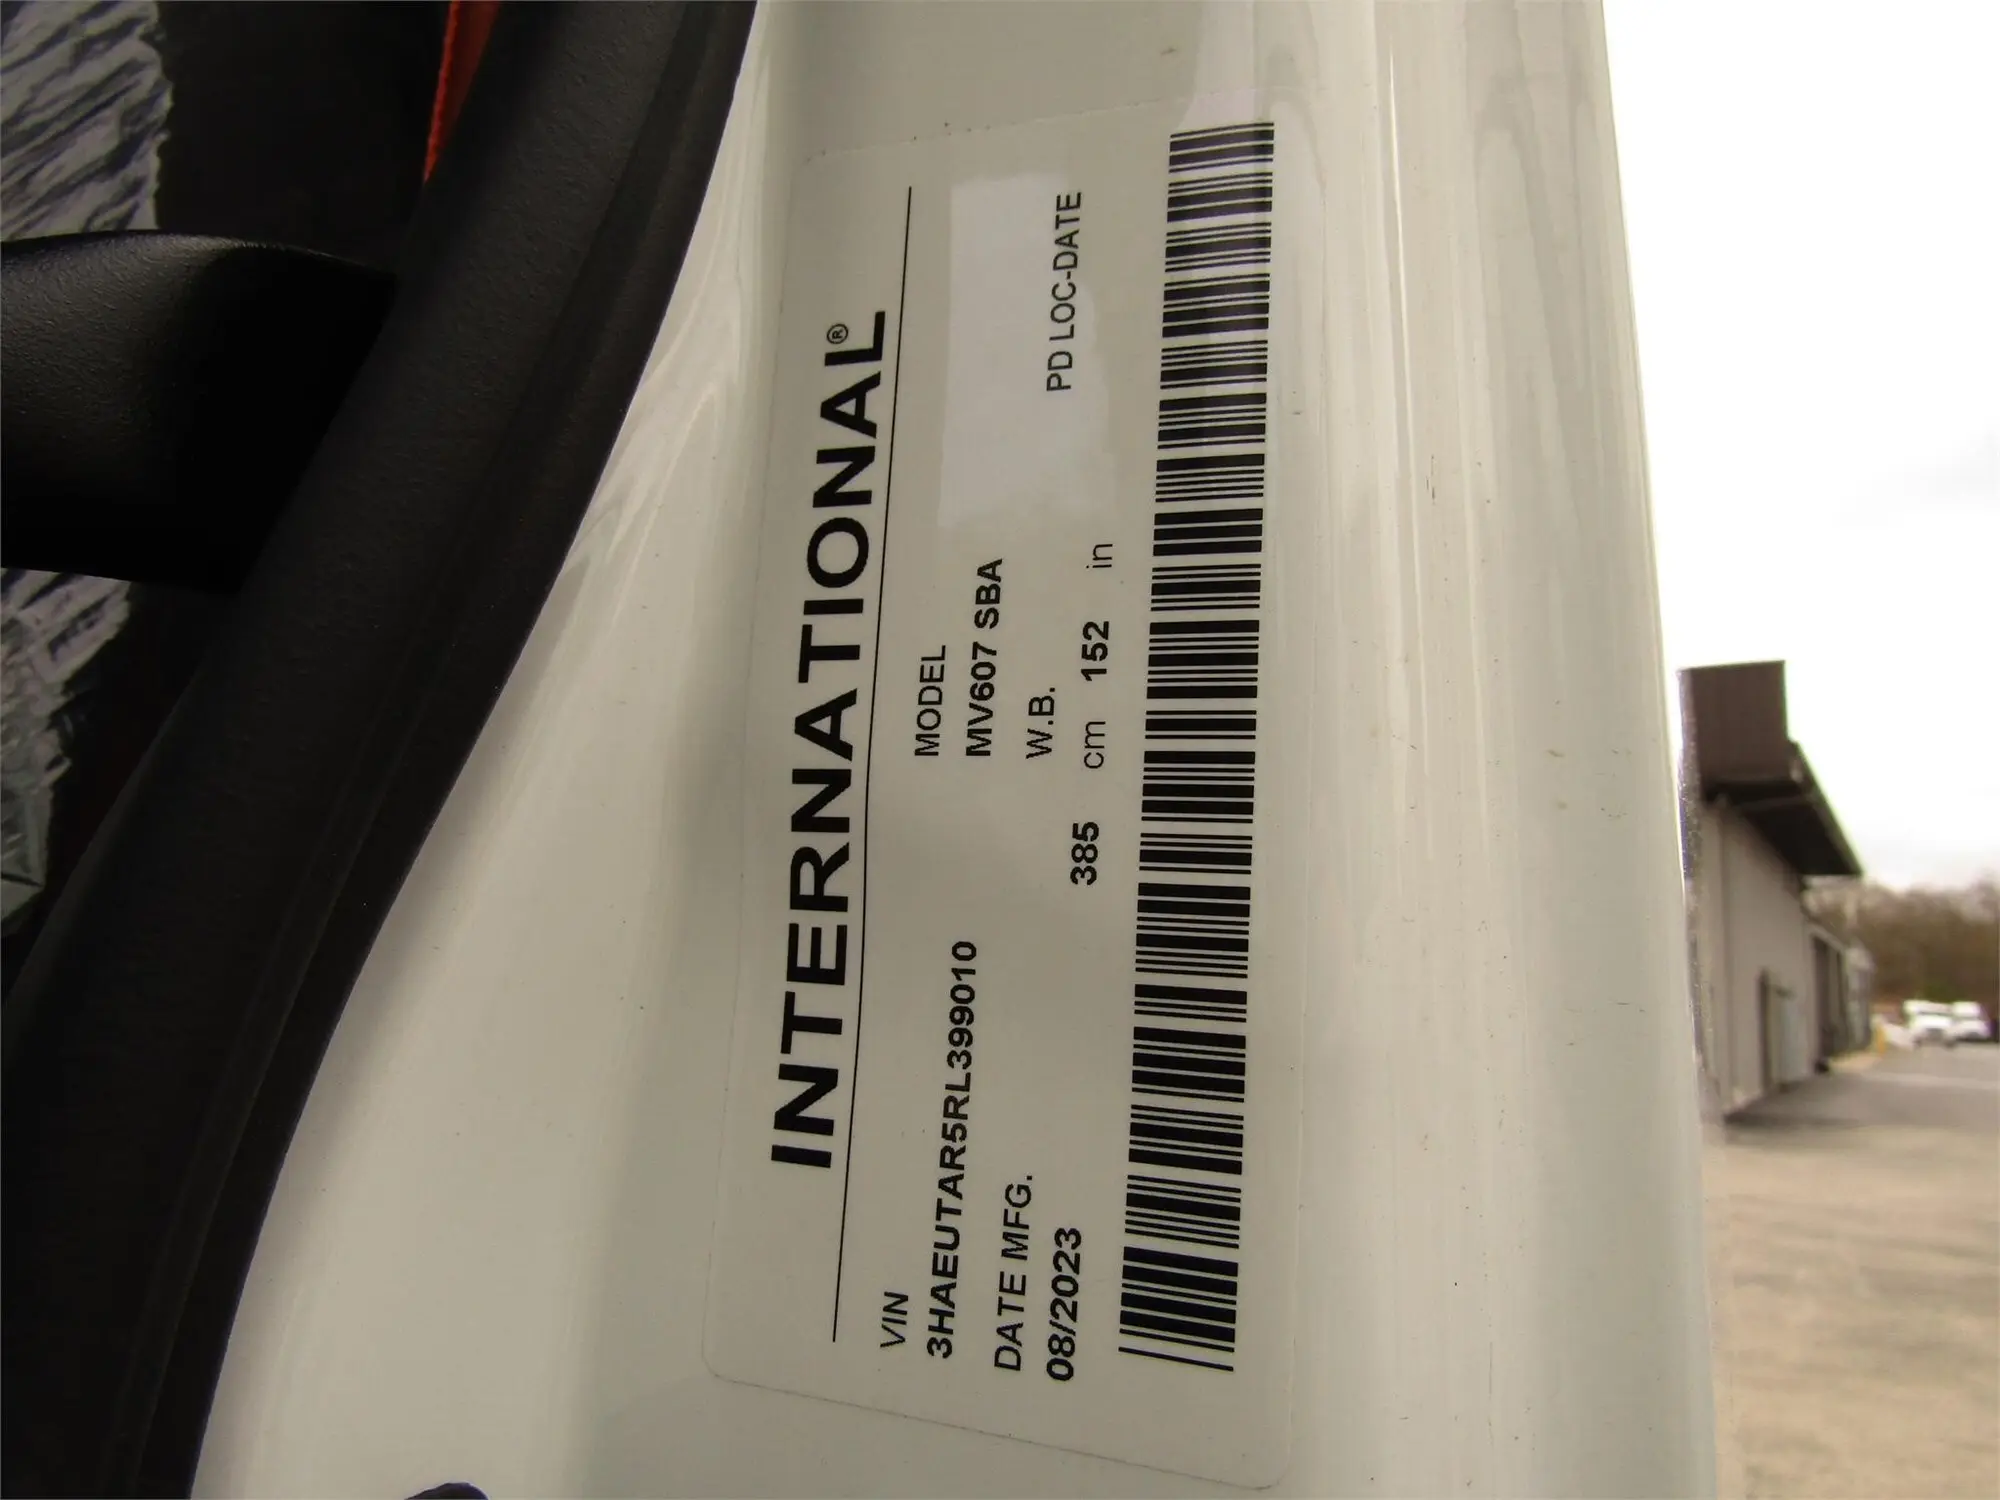 INTERNATIONAL®
VIN
3HAEUTAR5RL399010
MODEL
MV607 SBA
DATE MFG.
08/2023
W.B.
385 cm 152 in
PD LOC-DATE